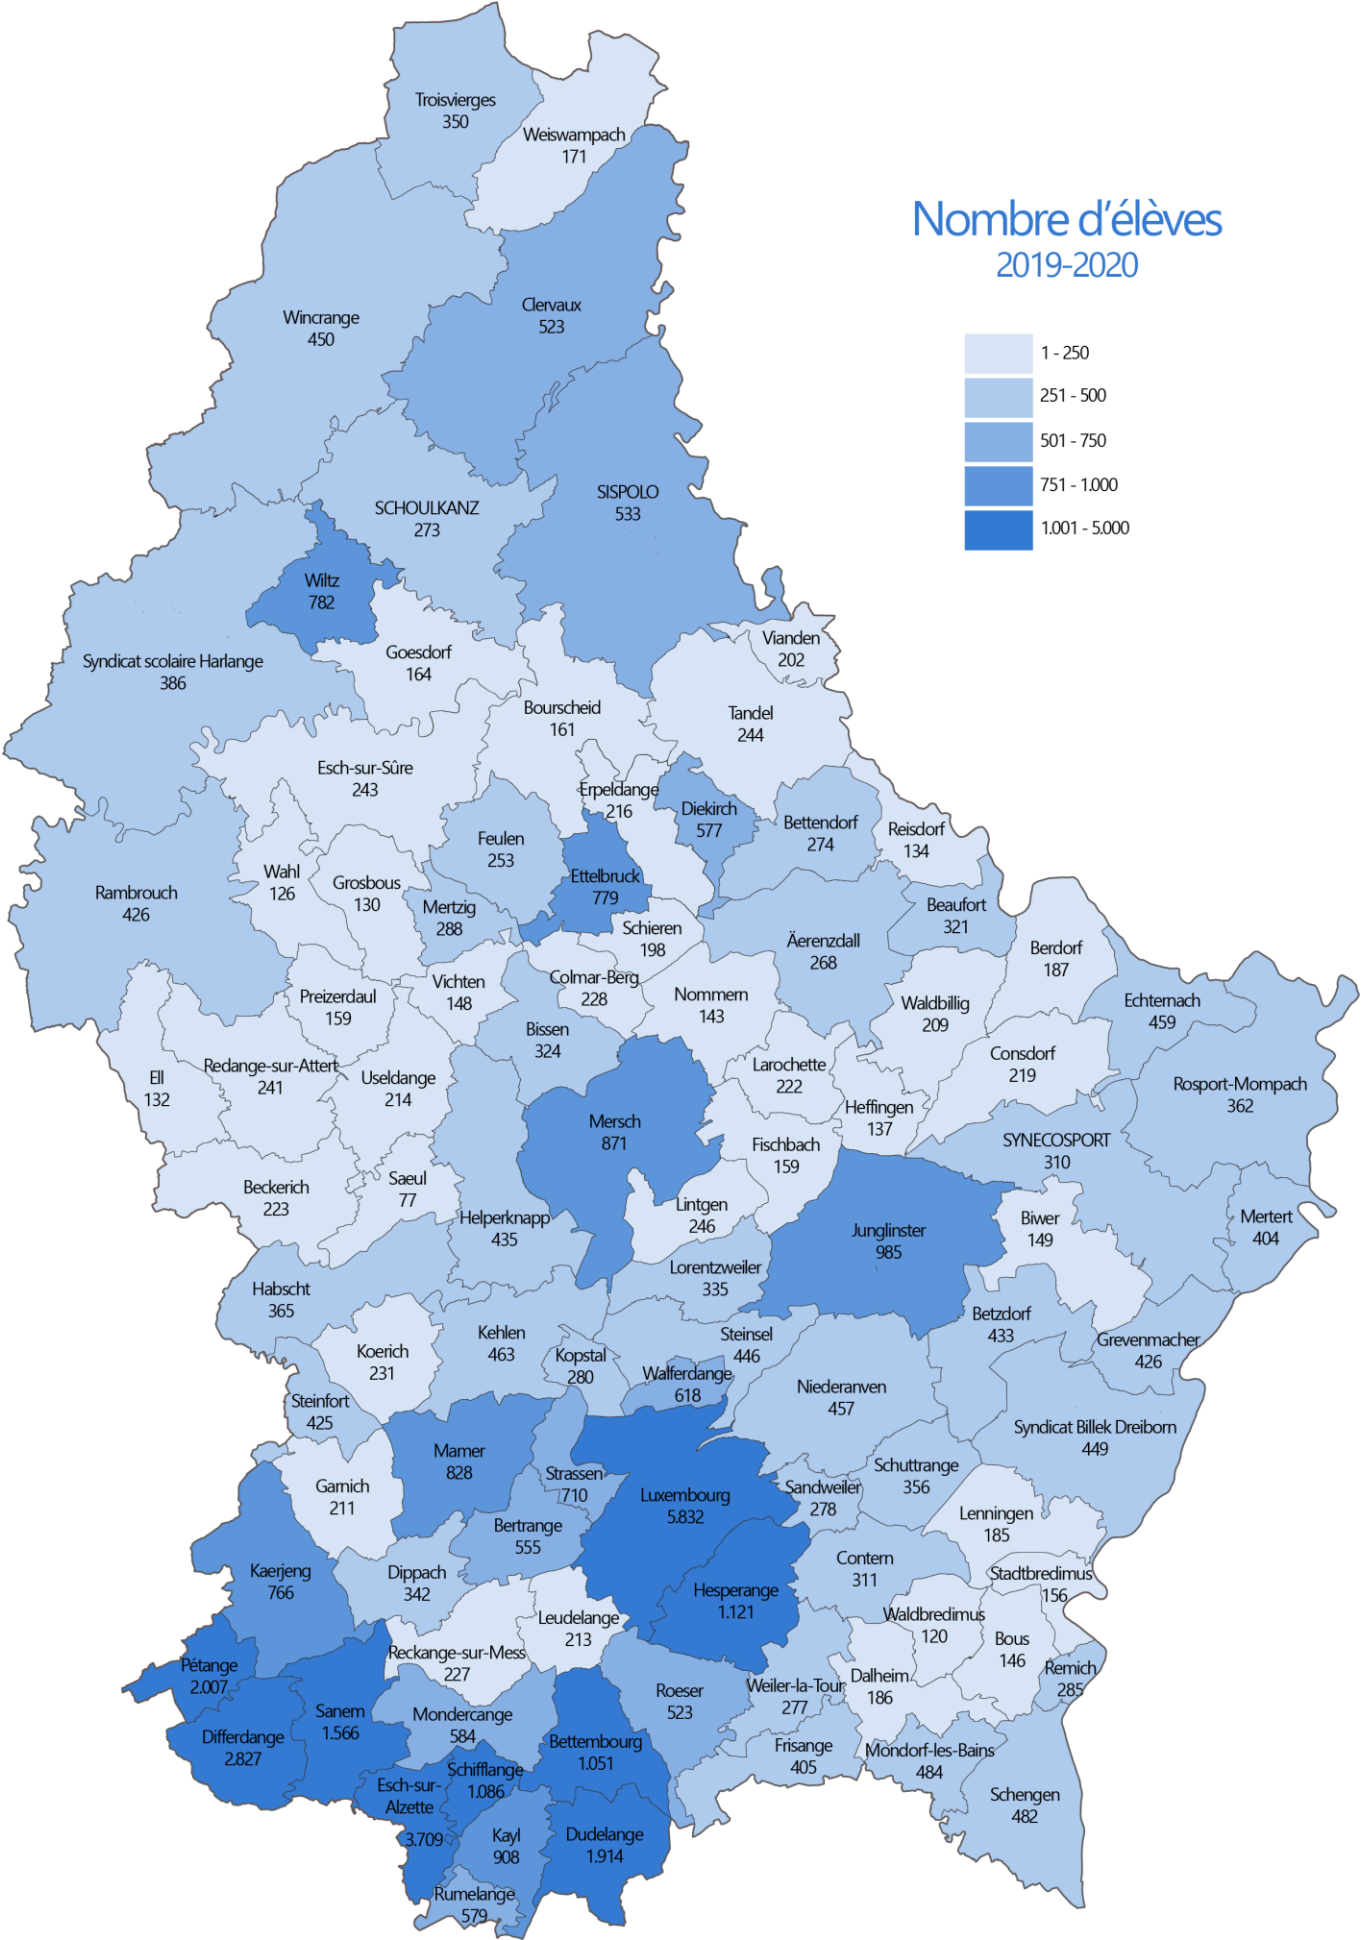 Troisvierges
350
Weiswampach
171
Nombre d'élèves
2019-2020
Clervaux
523
Wincrange
450
1 - 250
251 - 500
501 - 750
751 - 1.000
1.001 - 5.000
SISPOLO
533
SCHOULKANZ
273
Wiltz
782
Vianden
202
Goesdorf
164
Syndicat scolaire Harlange
386
Bourscheid
161
Tandel
244
Esch-sur-Sûre
243
Erpeldange
216
Diekirch
577
Bettendorf
274
Reisdorf
134
Feulen
253
Wahl
126
Grosbous
130
Ettelbruck
779
Rambrouch
426
Mertzig
288
Beaufort
321
Schieren
198
Äerenzdall
268
Berdorf
187
Vichten
148
Colmar-Berg
228
Preizerdaul
159
Nommern
143
Waldbillig
209
Echternach
459
Bissen
324
Consdorf
219
Redange-sur-Attert
241
Larochette
222
Ell
132
Useldange
214
Rosport-Mompach
362
Heffingen
137
Mersch
871
Fischbach
159
SYNECOSPORT
310
Beckerich
223
Saeul
77
Lintgen
246
Helperknapp
435
Junglinster
985
Biwer
149
Mertert
404
Lorentzweiler
335
Habscht
365
Betzdorf
433
Kehlen
463
Steinsel
446
Grevenmacher
426
Koerich
231
Kopstal
280
Walferdange
618
Niederanven
457
Steinfort
425
Syndicat Billek Dreiborn
449
Mamer
828
Strassen
710
Schuttrange
356
Garnich
211
Luxembourg
5.832
Sandweiler
278
Lenningen
185
Bertrange
555
Contern
311
Kaerjeng
766
Dippach
342
Stadtbredimus
156
Hesperange
1.121
Leudelange
213
Waldbredimus
120
Reckange-sur-Mess
227
Bous
146
Pétange
2.007
Remich
285
Dalheim
186
Roeser
523
Weiler-la-Tour
277
Sanem
1.566
Mondercange
584
Differdange
2.827
Bettembourg
1.051
Frisange
405
Mondorf-les-Bains
484
Schifflange
1.086
Esch-sur-
Alzette
3.709
Schengen
482
Kayl
908
Dudelange
1.914
Rumelange
579